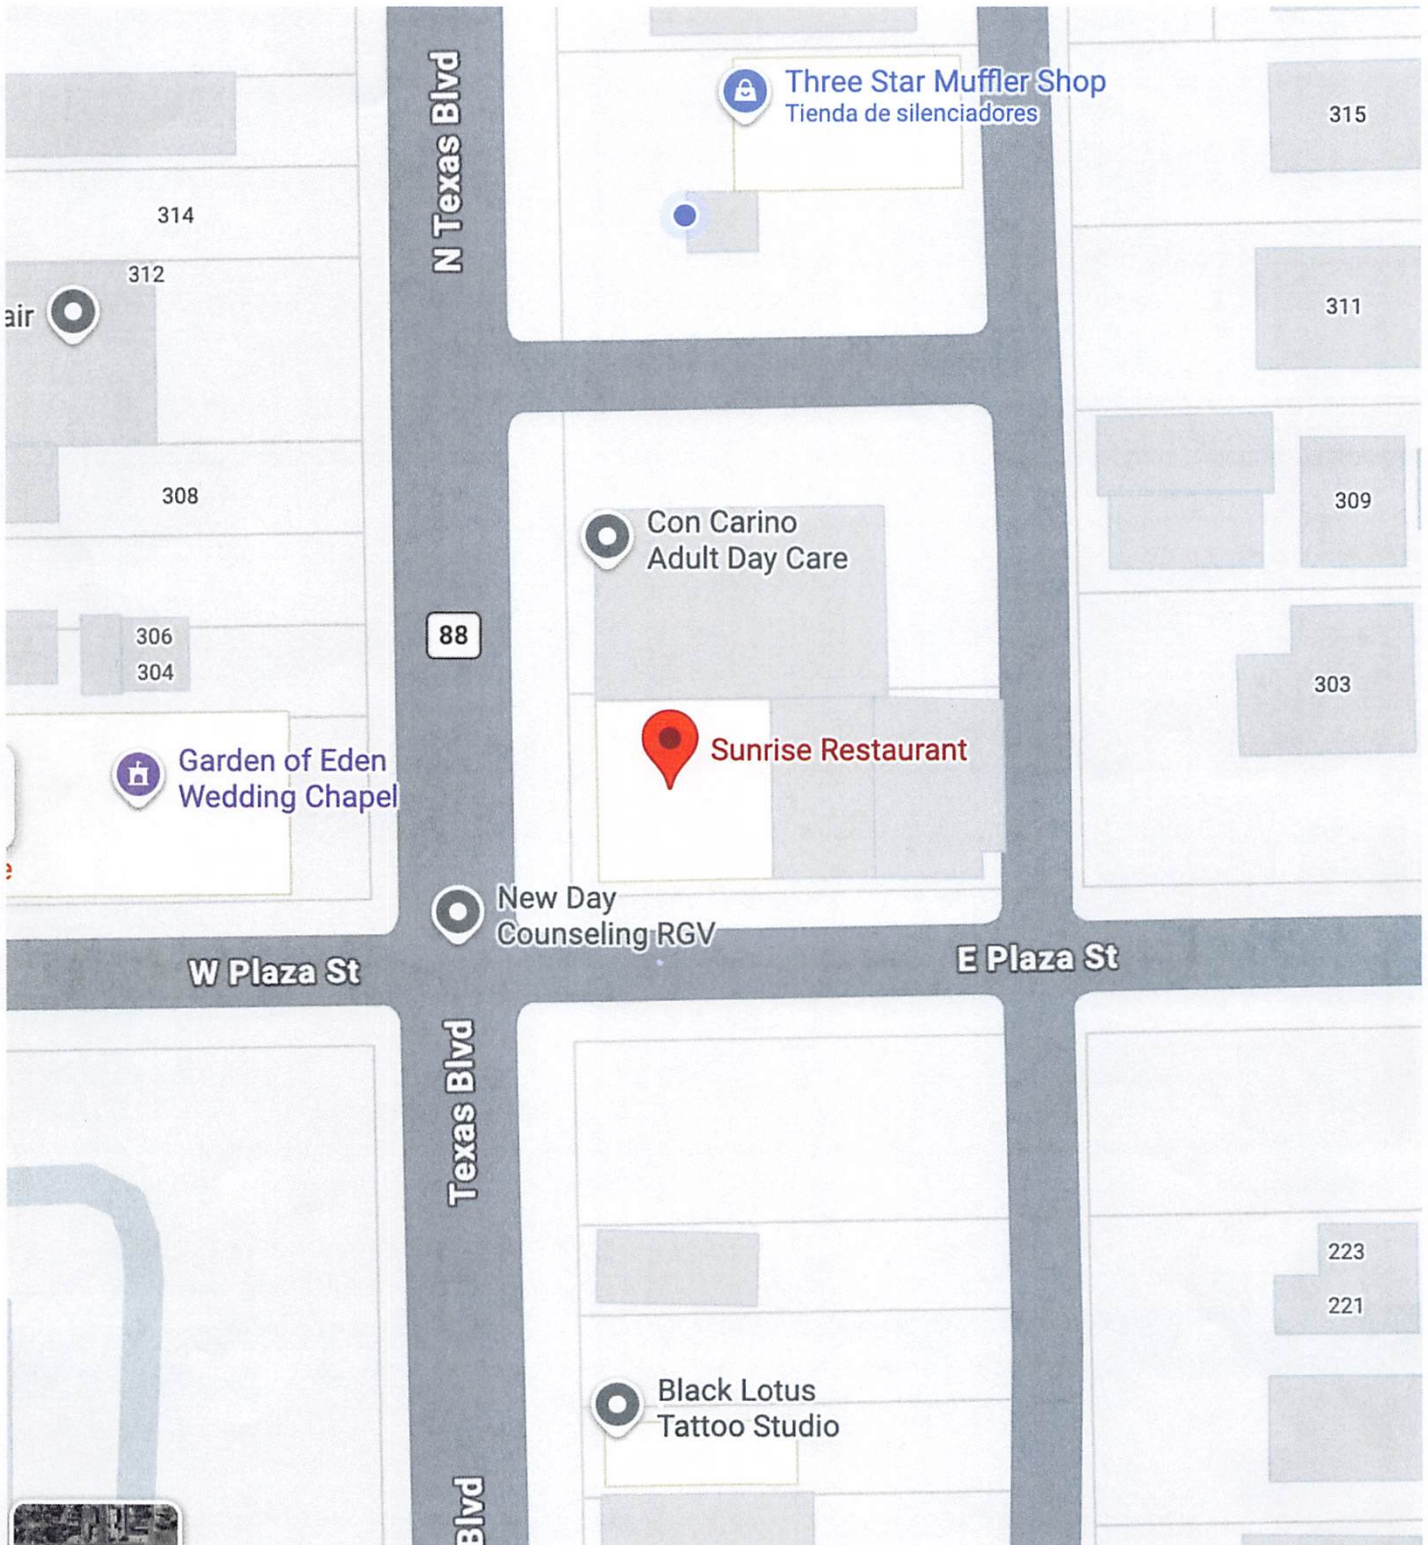 N Texas Blvd
Three Star Muffler Shop
Tienda de silenciadores
315
314
312
air
311
308
Con Carino
Adult Day Care
309
88
306
304
303
Garden of Eden
Wedding Chapel
Sunrise Restaurant
e
New Day
Counseling RGV
W Plaza St
E Plaza St
Texas Blvd
223
221
Black Lotus
Tattoo Studio
Blvd